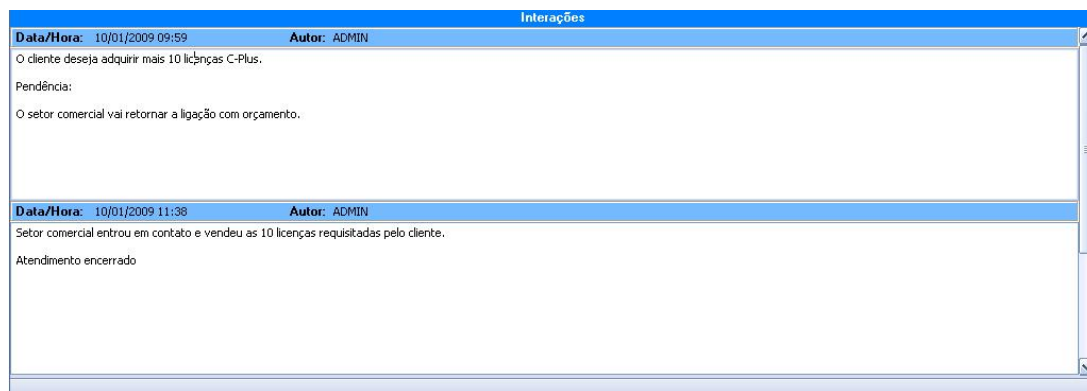 Interações
Data/Hora: 10/01/2009 09:59 Autor: ADMIN
O cliente deseja adquirir mais 10 licenças C-Plus.
Pendência:
O setor comercial vai retornar a ligação com orçamento.
Data/Hora: 10/01/2009 11:38 Autor: ADMIN
Setor comercial entrou em contato e vendeu as 10 licenças requisitadas pelo cliente.
Atendimento encerrado